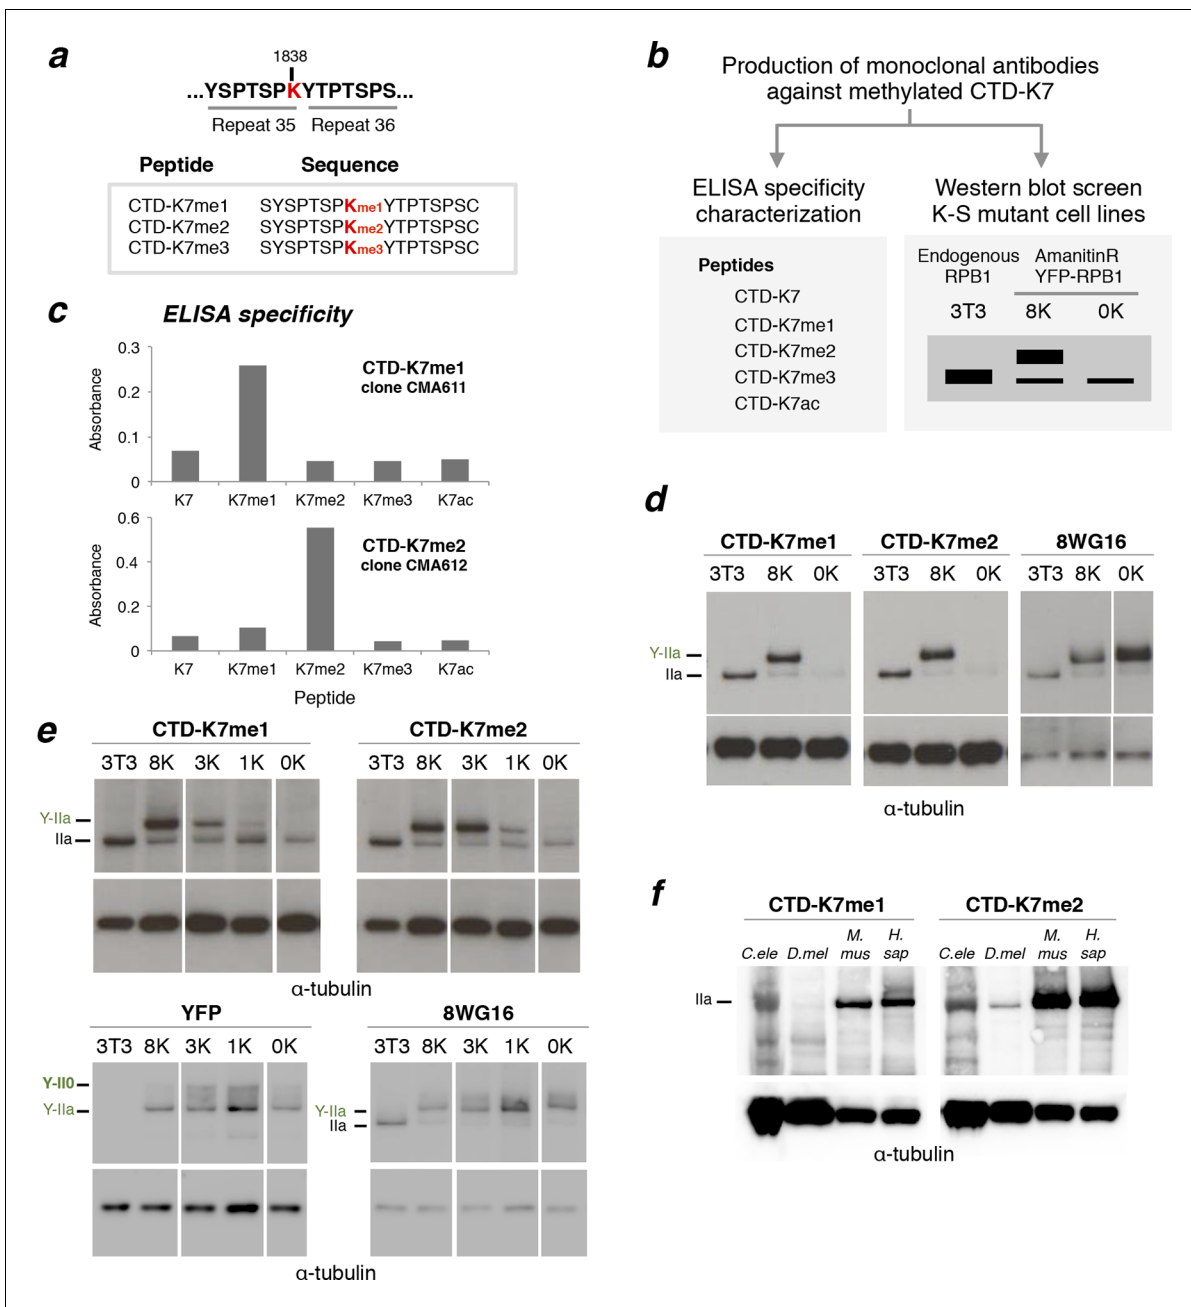 a
1838
...YSPTSPKYTPTSPS...
Repeat 35 Repeat 36
Peptide Sequence
CTD-K7me1 SYSPTSPKme1YTPTSPSC
CTD-K7me2 SYSPTSPKme2YTPTSPSC
CTD-K7me3 SYSPTSPKme3YTPTSPSC
b
Production of monoclonal antibodies
against methylated CTD-K7
ELISA specificity
characterization
Peptides
CTD-K7
CTD-K7me1
CTD-K7me2
CTD-K7me3
CTD-K7ac
Western blot screen
K-S mutant cell lines
Endogenous AmanitinR
RPB1 YFP-RPB1
3T3 8K 0K
c
ELISA specificity
0.3
0.2
0.1
0
Absorbance
CTD-K7me1
clone CMA611
K7 K7me1 K7me2 K7me3 K7ac
0.6
0.4
0.2
0
Absorbance
CTD-K7me2
clone CMA612
K7 K7me1 K7me2 K7me3 K7ac
Peptide
d
CTD-K7me1 CTD-K7me2 8WG16
3T3 8K 0K 3T3 8K 0K 3T3 8K 0K
Y-IIa
IIa
α-tubulin
e
CTD-K7me1 CTD-K7me2
3T3 8K 3K 1K 0K 3T3 8K 3K 1K 0K
Y-IIa
IIa
α-tubulin
YFP 8WG16
3T3 8K 3K 1K 0K 3T3 8K 3K 1K 0K
Y-II0
Y-IIa
Y-IIa
IIa
α-tubulin
f
CTD-K7me1 CTD-K7me2
C.ele D.mel M. mus H. sap C.ele D.mel M. mus H. sap
IIa
α-tubulin